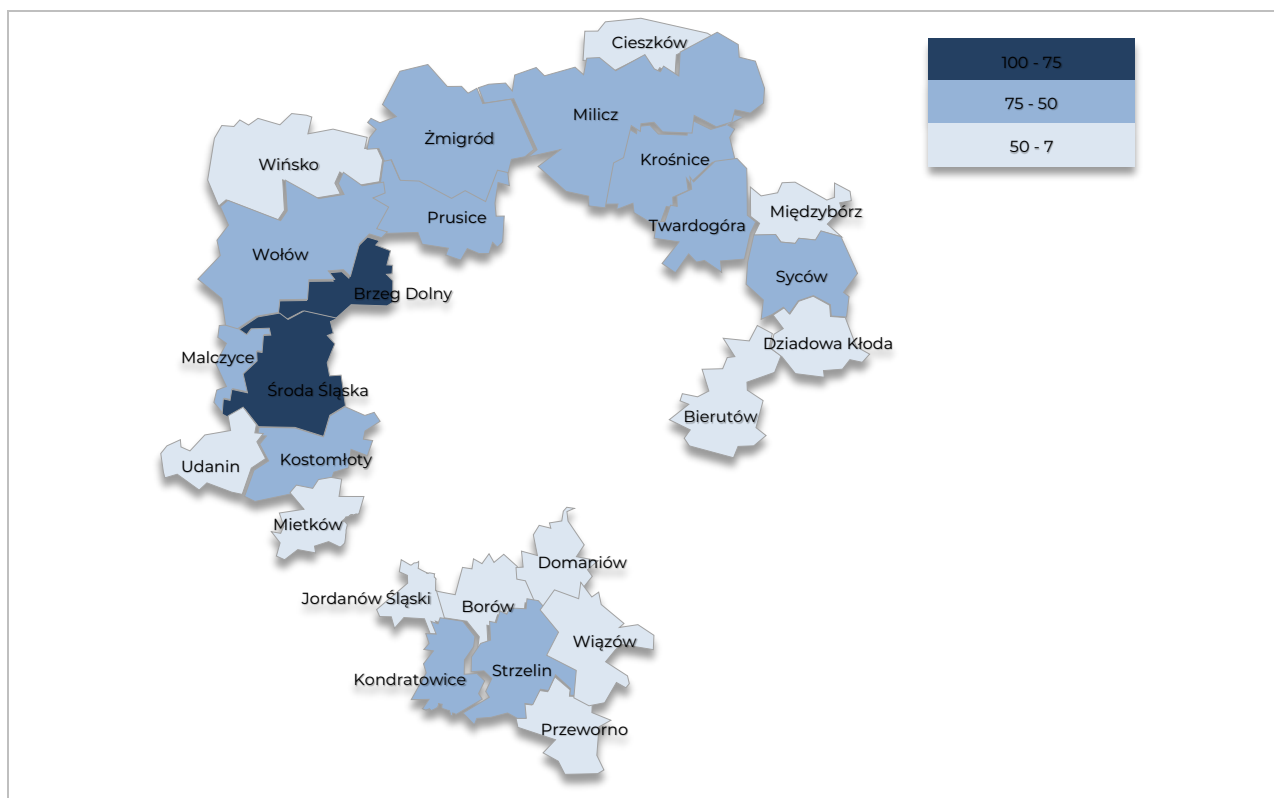 Cieszków
100 - 75
75 - 50
50 - 7
Milicz
Żmigród
Krośnice
Wińsko
Międzybórz
Prusice
Twardogóra
Wołów
Syców
Brzeg Dolny
Dziadowa Kłoda
Malczyce
Środa Śląska
Bierutów
Kostomłoty
Udanin
Mietków
Domaniów
Jordanów Śląski
Borów
Wiązów
Strzelin
Kondratowice
Przeworno